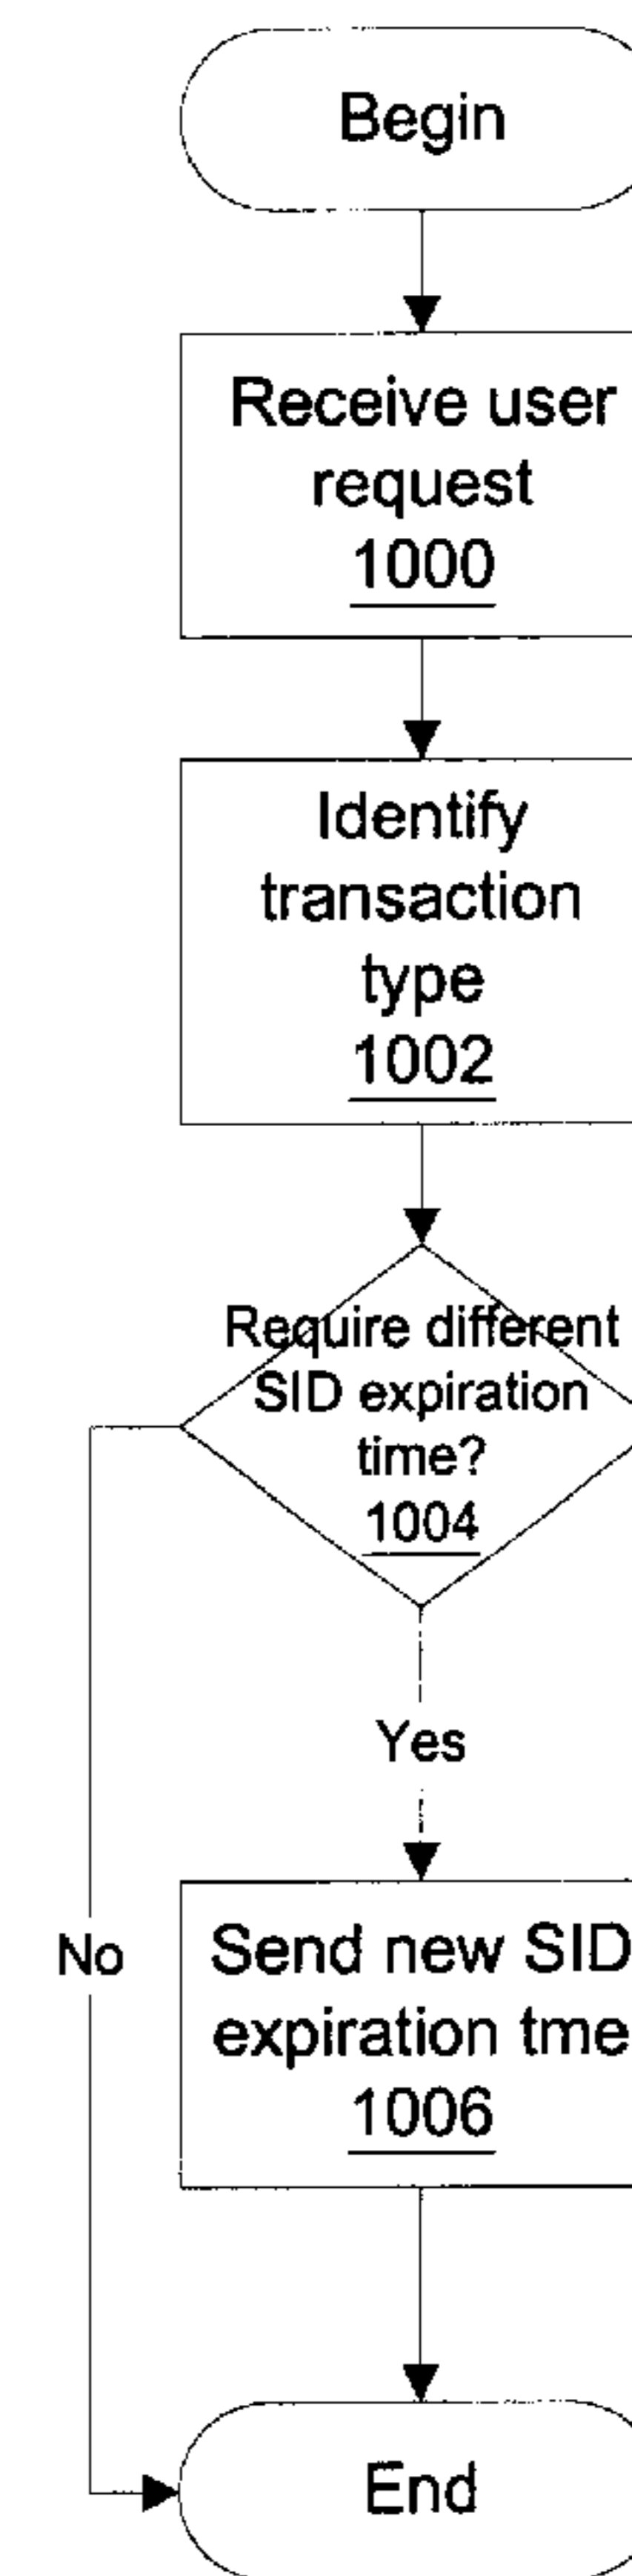 Begin
Receive user
request
1000
Identify
transaction
type
1002
Require different
SID expiration
time?
1004
Yes
No
Send new SID
expiration tme
1006
End